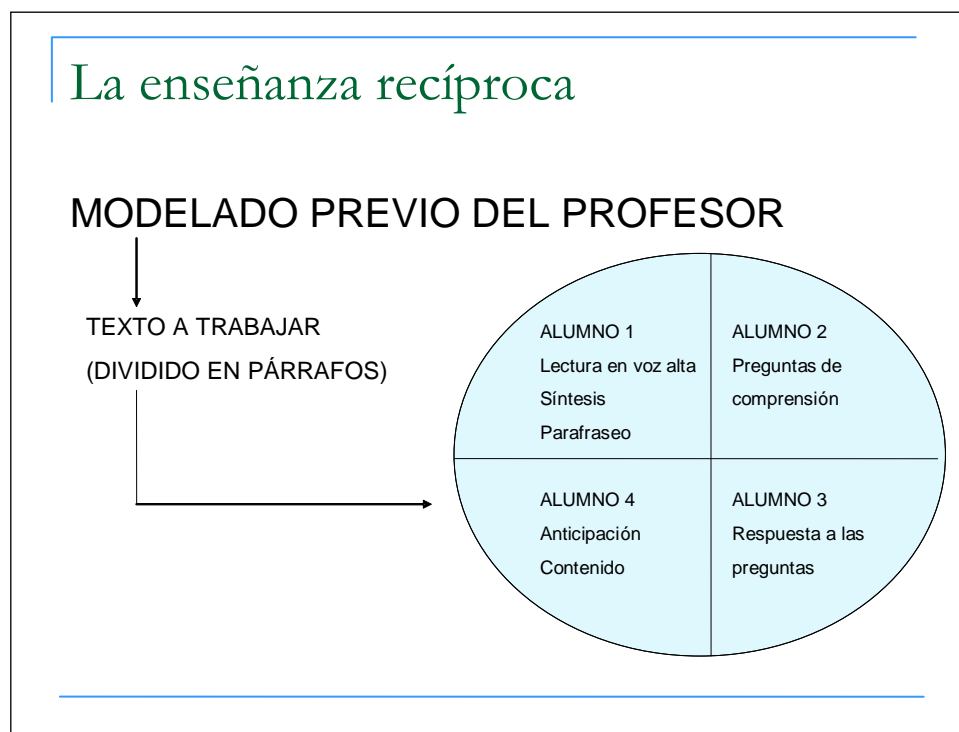 La enseñanza recíproca
MODELADO PREVIO DEL PROFESOR
TEXTO A TRABAJAR
(DIVIDIDO EN PÁRRAFOS)
ALUMNO 1
Lectura en voz alta
Síntesis
Parafraseo
ALUMNO 2
Preguntas de
comprensión
ALUMNO 4
Anticipación
Contenido
ALUMNO 3
Respuesta a las
preguntas